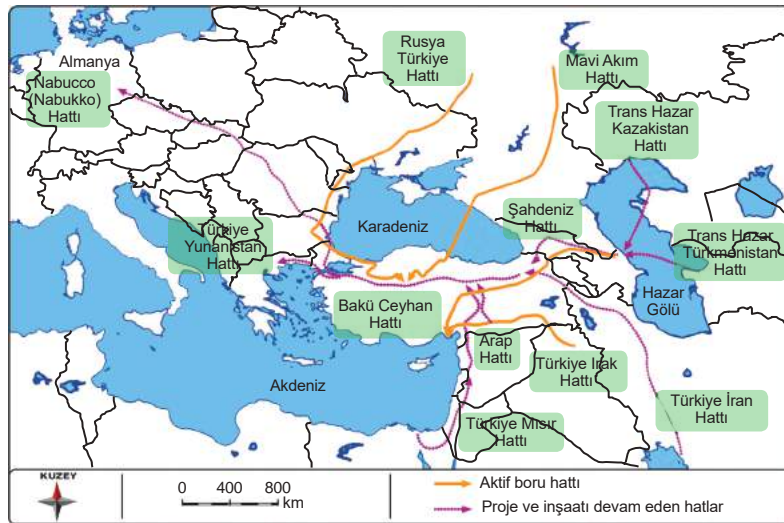 Rusya
Türkiye
Hattı
Mavi Akım
Hattı
Almanya
Nabucco
(Nabukko)
Hattı
Trans Hazar
Kazakistan
Hattı
Karadeniz
Şahdeniz
Hattı
Türkiye
Yunanistan
Hattı
Trans Hazar
Türkmenistan
Hattı
Hazar
Gölü
Bakü Ceyhan
Hattı
Arap
Hattı
Türkiye Irak
Hattı
Akdeniz
Türkiye İran
Hattı
Türkiye Mısır
Hattı
KUZEY
0 400 800
km
Aktif boru hattı
Proje ve inşaatı devam eden hatlar